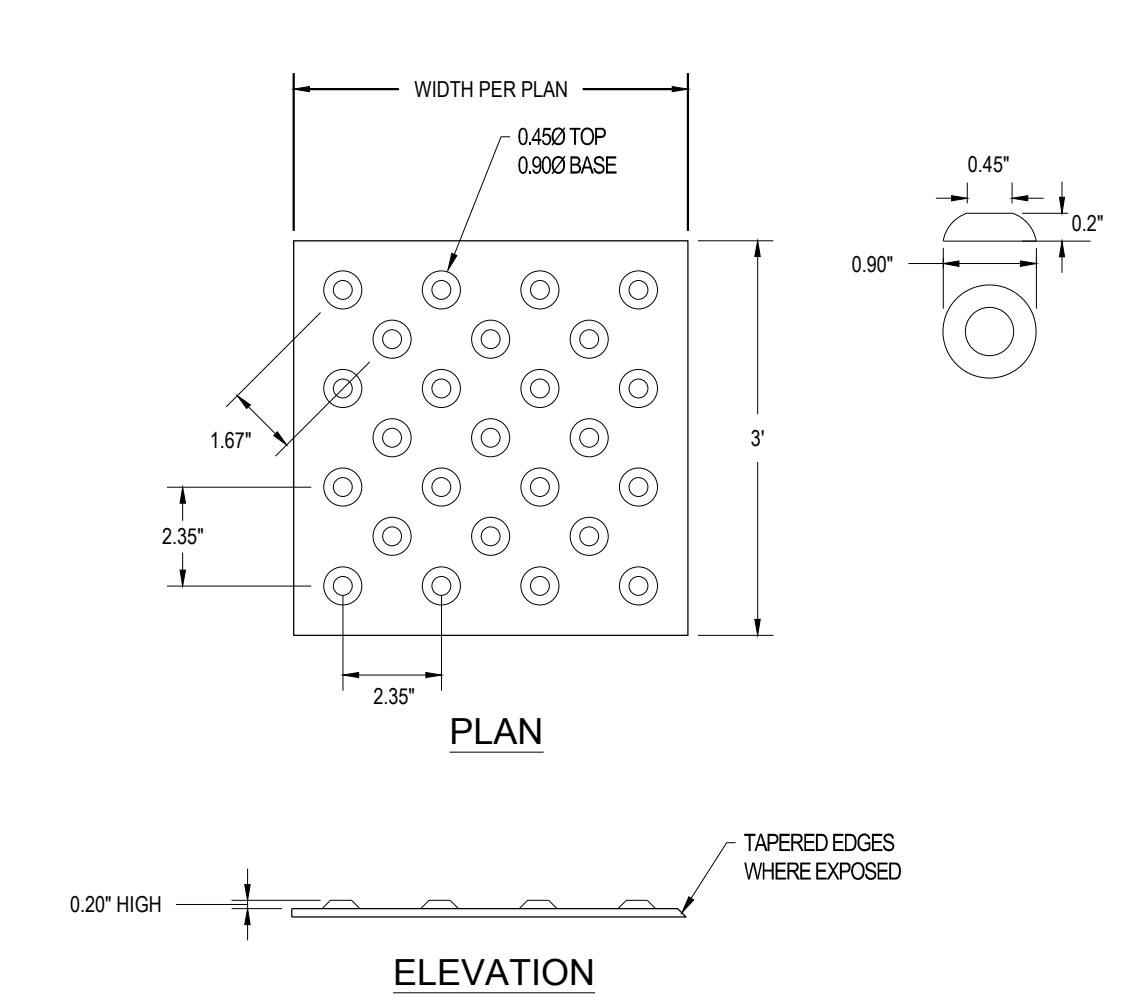 WIDTH PER PLAN
0.45Ø TOP
0.90Ø BASE
0.45"
0.2"
0.90"
1.67"
3'
2.35"
2.35"
PLAN
TAPERED EDGES
WHERE EXPOSED
0.20" HIGH
ELEVATION